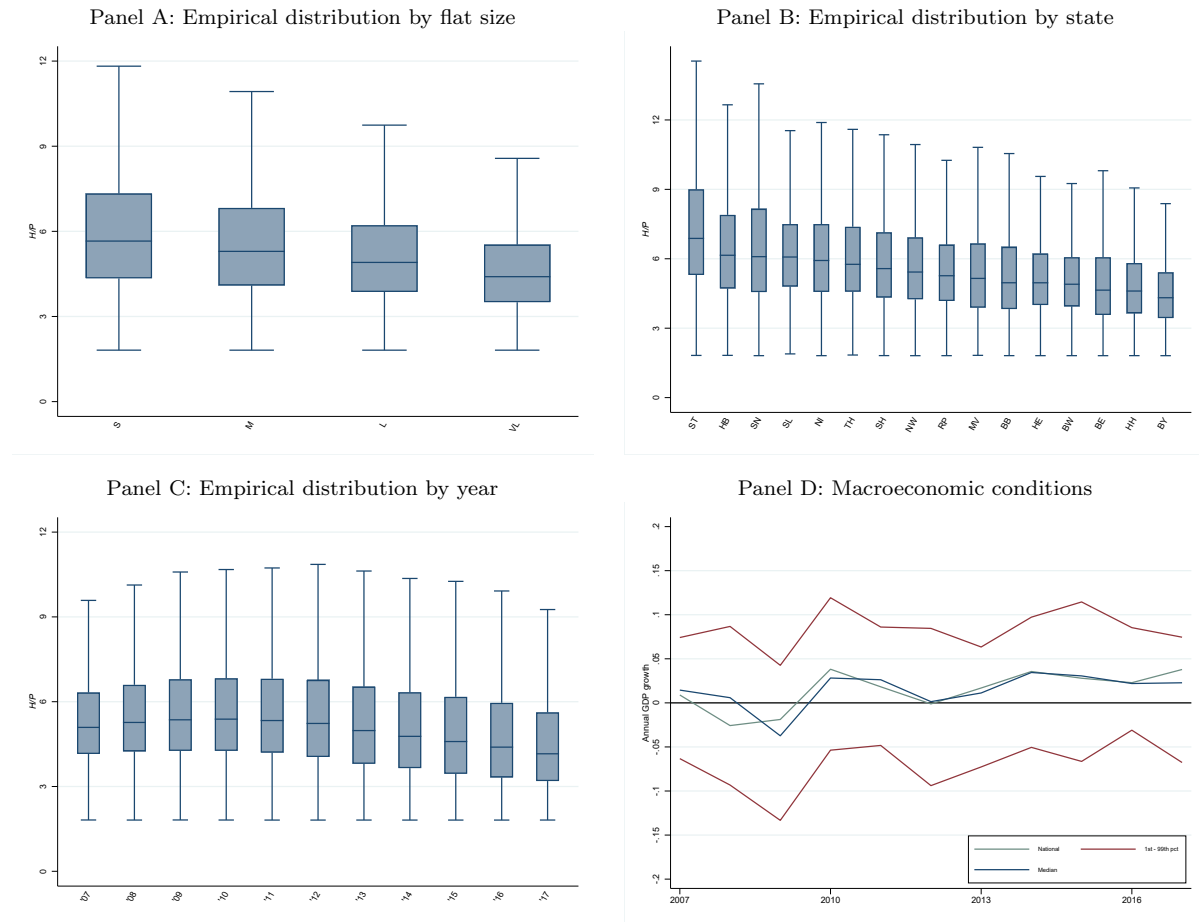 Panel A: Empirical distribution by flat size
12
9
6
3
0
H/P
S
M
L
VL
Panel B: Empirical distribution by state
12
9
6
3
0
H/P
ST
HB
SN
SL
NI
TH
SH
NW
RP
MV
BB
HE
BW
BE
HH
BY
Panel C: Empirical distribution by year
12
9
6
3
0
H/P
'07
'08
'09
'10
'11
'12
'13
'14
'15
'16
'17
Panel D: Macroeconomic conditions
.2
.15
.1
.05
0
-.05
-.1
-.15
-.2
Annual GDP growth
2007
2010
2013
2016
National
1st - 99th pct
Median